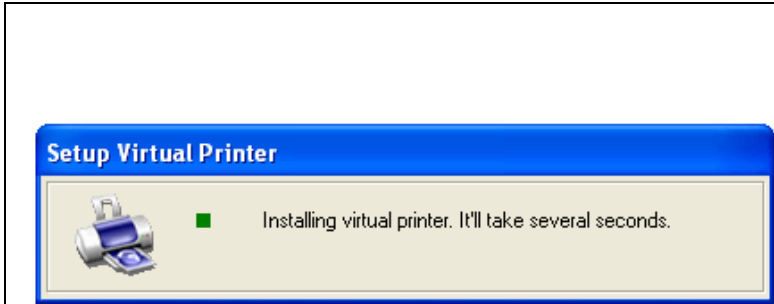 Setup Virtual Printer
Installing virtual printer. It'll take several seconds.